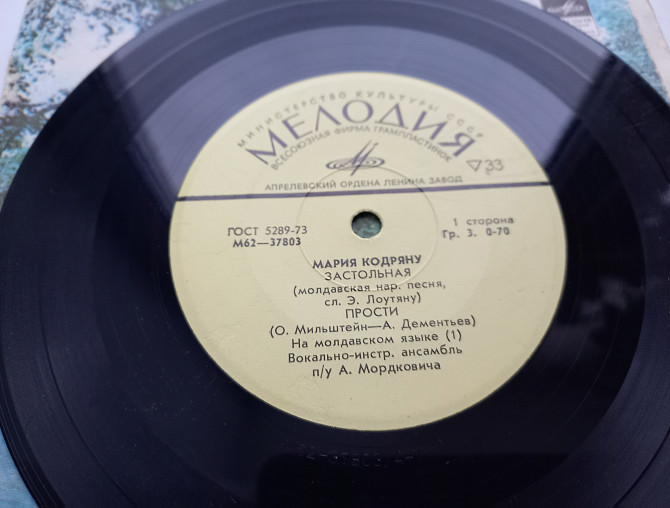 МИНИСТЕРСТВО КУЛЬТУРЫ СССР
МЕЛОДИЯ
ВСЕСОЮЗНАЯ ФИРМА ГРАМПЛАСТИНОК
33
АПРЕЛЕВСКИЙ ОРДЕНА ЛЕНИНА ЗАВОД
ГОСТ 5289-73
М62—37803
1 сторона
Гр. 3. 0-70
МАРИЯ КОДРЯНУ
ЗАСТОЛЬНАЯ
(молдавская нар. песня,
сл. Э. Лоутяну)
ПРОСТИ
(О. Мильштейн—А. Дементьев)
На молдавском языке (1)
Вокально-инстр. ансамбль
п/у А. Мордковича